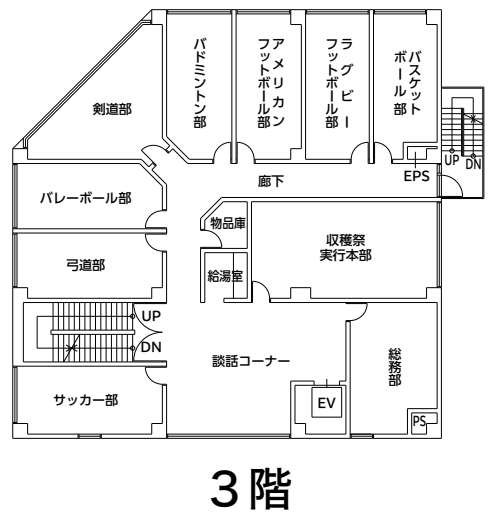 剣道部
バドミントン部
アメリカン
フットボール部
ラグビー
フットボール部
バスケット
ボール部
UP
DN
EPS
廊下
バレーボール部
物品庫
収穫祭
実行本部
弓道部
給湯室
UP
DN
談話コーナー
総務部
サッカー部
EV
PS
3階